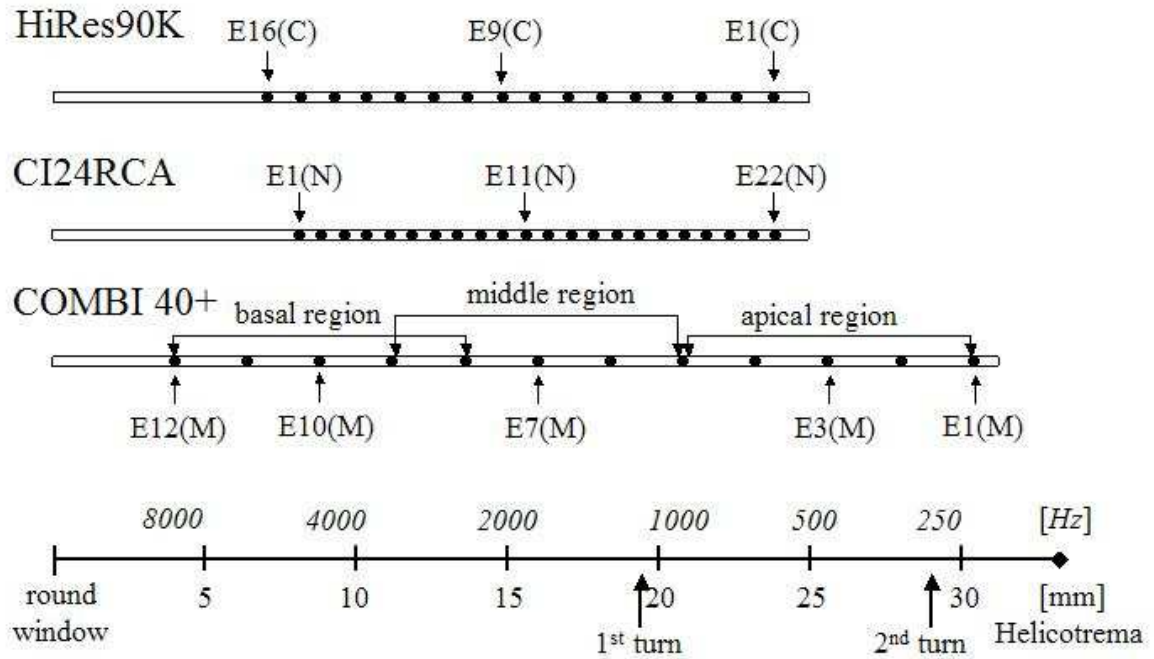 HiRes90K
E16(C) E9(C) E1(C)
CI24RCA
E1(N) E11(N) E22(N)
COMBI 40+
basal region middle region apical region
E12(M) E10(M) E7(M) E3(M) E1(M)
8000 4000 2000 1000 500 250 [Hz]
round window 5 10 15 20 25 30 [mm]
1st turn 2nd turn Helicotrema